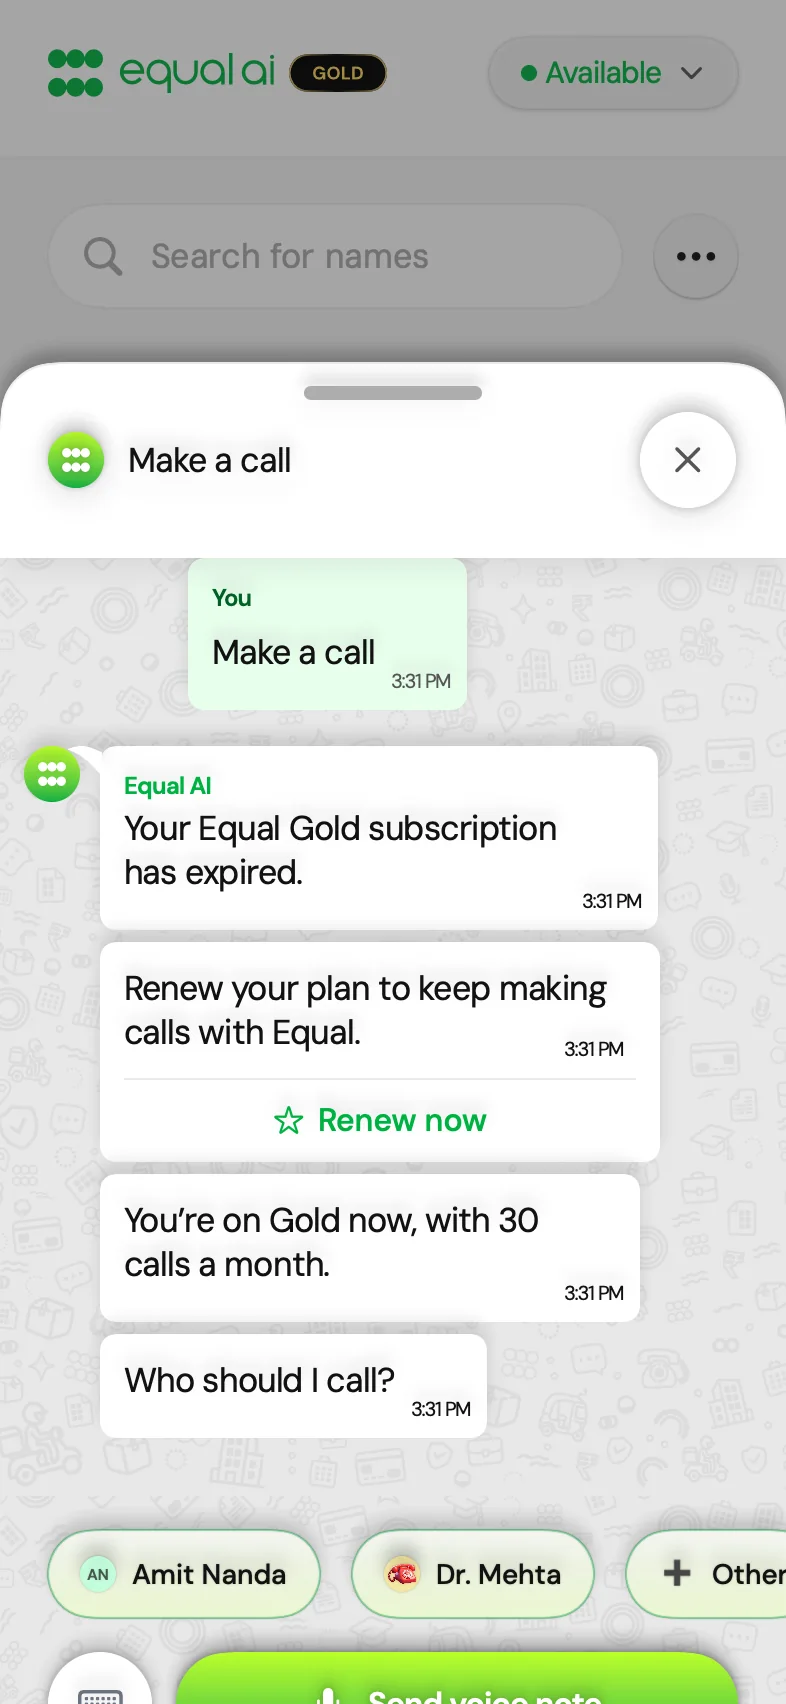 equal ai GOLD
Available
Search for names
Make a call
You
Make a call
3:31 PM
Equal AI
Your Equal Gold subscription
has expired.
3:31 PM
Renew your plan to keep making
calls with Equal.
3:31 PM
Renew now
You're on Gold now, with 30
calls a month.
3:31 PM
Who should I call?
3:31 PM
AN Amit Nanda
Dr. Mehta
Other
Send voice note